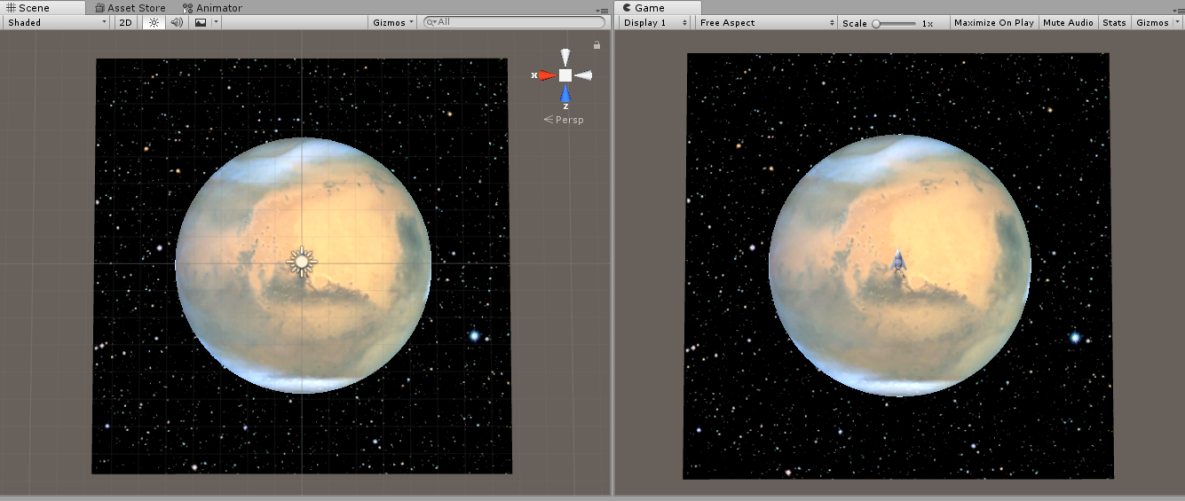 Scene Asset Store Animator
Shaded 2D Gizmos All
x
z
Persp
Game
Display 1 Free Aspect Scale 1x Maximize On Play Mute Audio Stats Gizmos